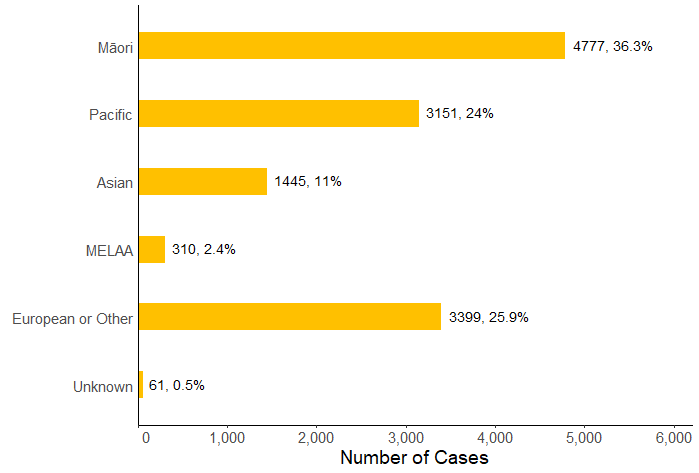 Māori 4777, 36.3%
Pacific 3151, 24%
Asian 1445, 11%
MELAA 310, 2.4%
European or Other 3399, 25.9%
Unknown 61, 0.5%
0 1,000 2,000 3,000 4,000 5,000 6,000
Number of Cases